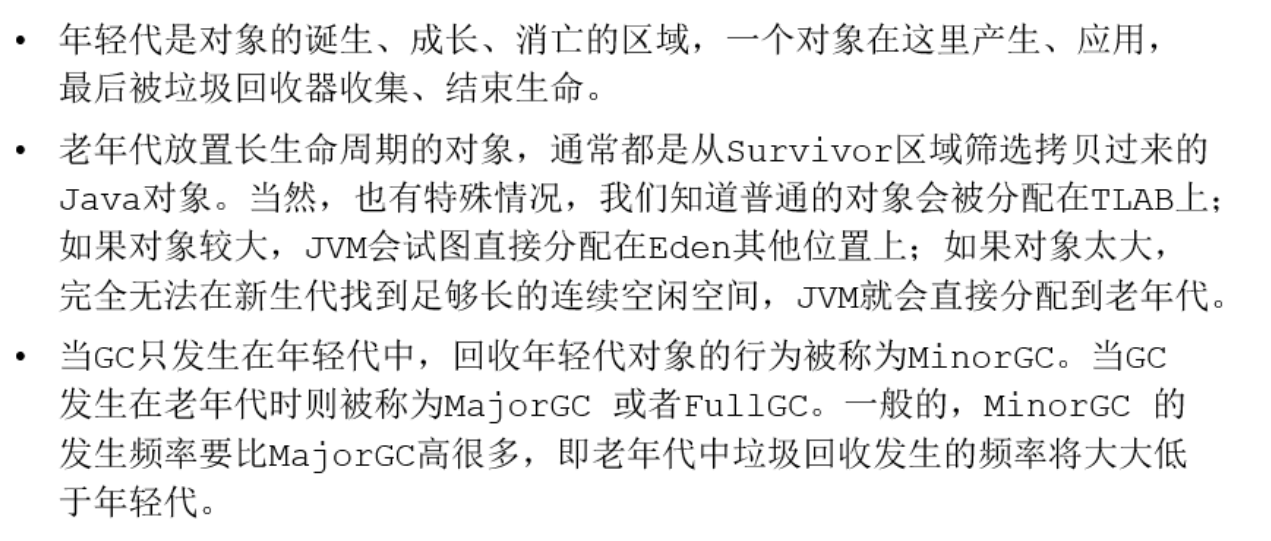 • 年轻代是对象的诞生、成长、消亡的区域，一个对象在这里产生、应用，
最后被垃圾回收器收集、结束生命。
• 老年代放置长生命周期的对象，通常都是从Survivor区域筛选拷贝过来的
Java对象。当然，也有特殊情况，我们知道普通的对象会被分配在TLAB上；
如果对象较大，JVM会试图直接分配在Eden其他位置上；如果对象太大，
完全无法在新生代找到足够长的连续空闲空间，JVM就会直接分配到老年代。
• 当GC只发生在年轻代中，回收年轻代对象的行为被称为MinorGC。当GC
发生在老年代时则被称为MajorGC 或者FullGC。一般的，MinorGC 的
发生频率要比MajorGC高很多，即老年代中垃圾回收发生的频率将大大低
于年轻代。